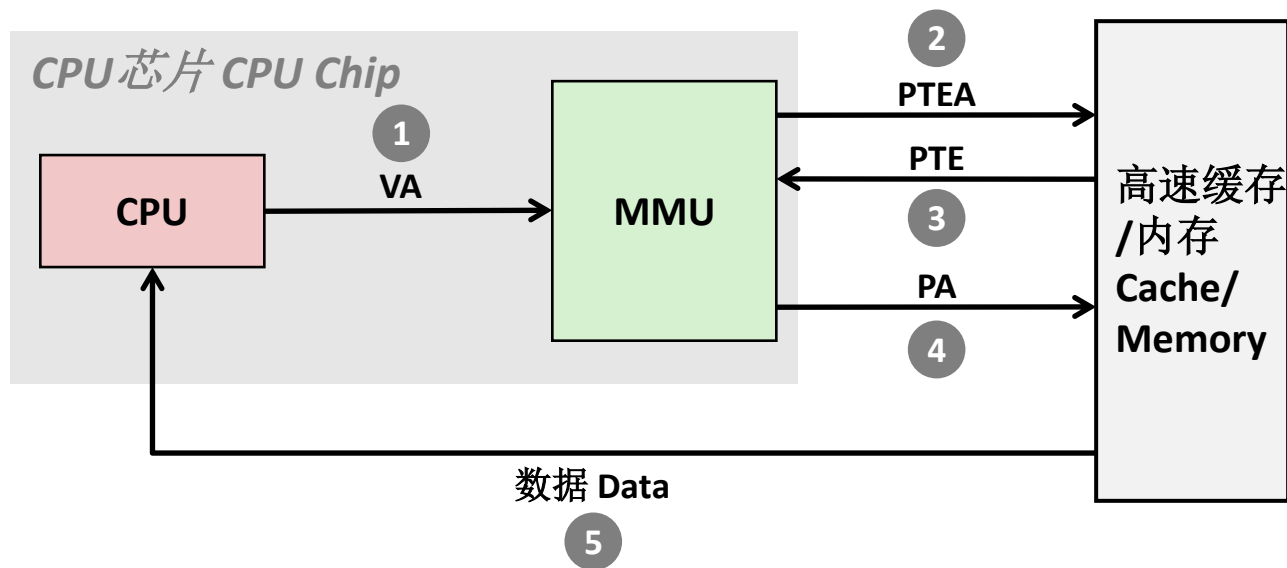 CPU芯片 CPU Chip
2
PTEA
1
VA
PTE
3
CPU
MMU
高速缓存
/内存
Cache/
Memory
PA
4
数据 Data
5